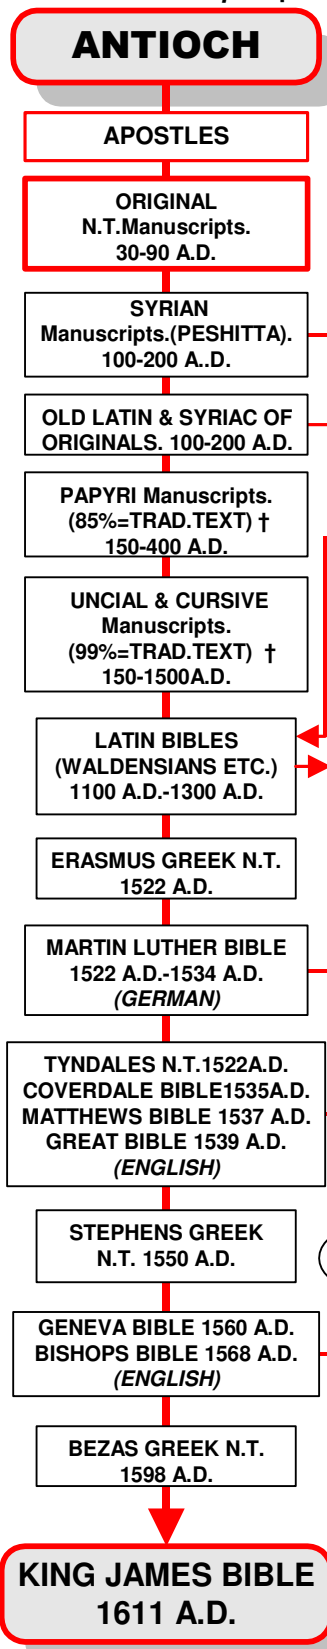 ANTIOCH
APOSTLES
ORIGINAL
N.T.Manuscripts.
30-90 A.D.
SYRIAN
Manuscripts.(PESHITTA).
100-200 A..D.
OLD LATIN & SYRIAC OF
ORIGINALS. 100-200 A.D.
PAPYRI Manuscripts.
(85%=TRAD.TEXT) †
150-400 A.D.
UNCIAL & CURSIVE
Manuscripts.
(99%=TRAD.TEXT) †
150-1500A.D.
LATIN BIBLES
(WALDENSIANS ETC.)
1100 A.D.-1300 A.D.
ERASMUS GREEK N.T.
1522 A.D.
MARTIN LUTHER BIBLE
1522 A.D.-1534 A.D.
(GERMAN)
TYNDALES N.T.1522A.D.
COVERDALE BIBLE1535A.D.
MATTHEWS BIBLE 1537 A.D.
GREAT BIBLE 1539 A.D.
(ENGLISH)
STEPHENS GREEK
N.T. 1550 A.D.
GENEVA BIBLE 1560 A.D.
BISHOPS BIBLE 1568 A.D.
(ENGLISH)
BEZAS GREEK N.T.
1598 A.D.
KING JAMES BIBLE
1611 A.D.